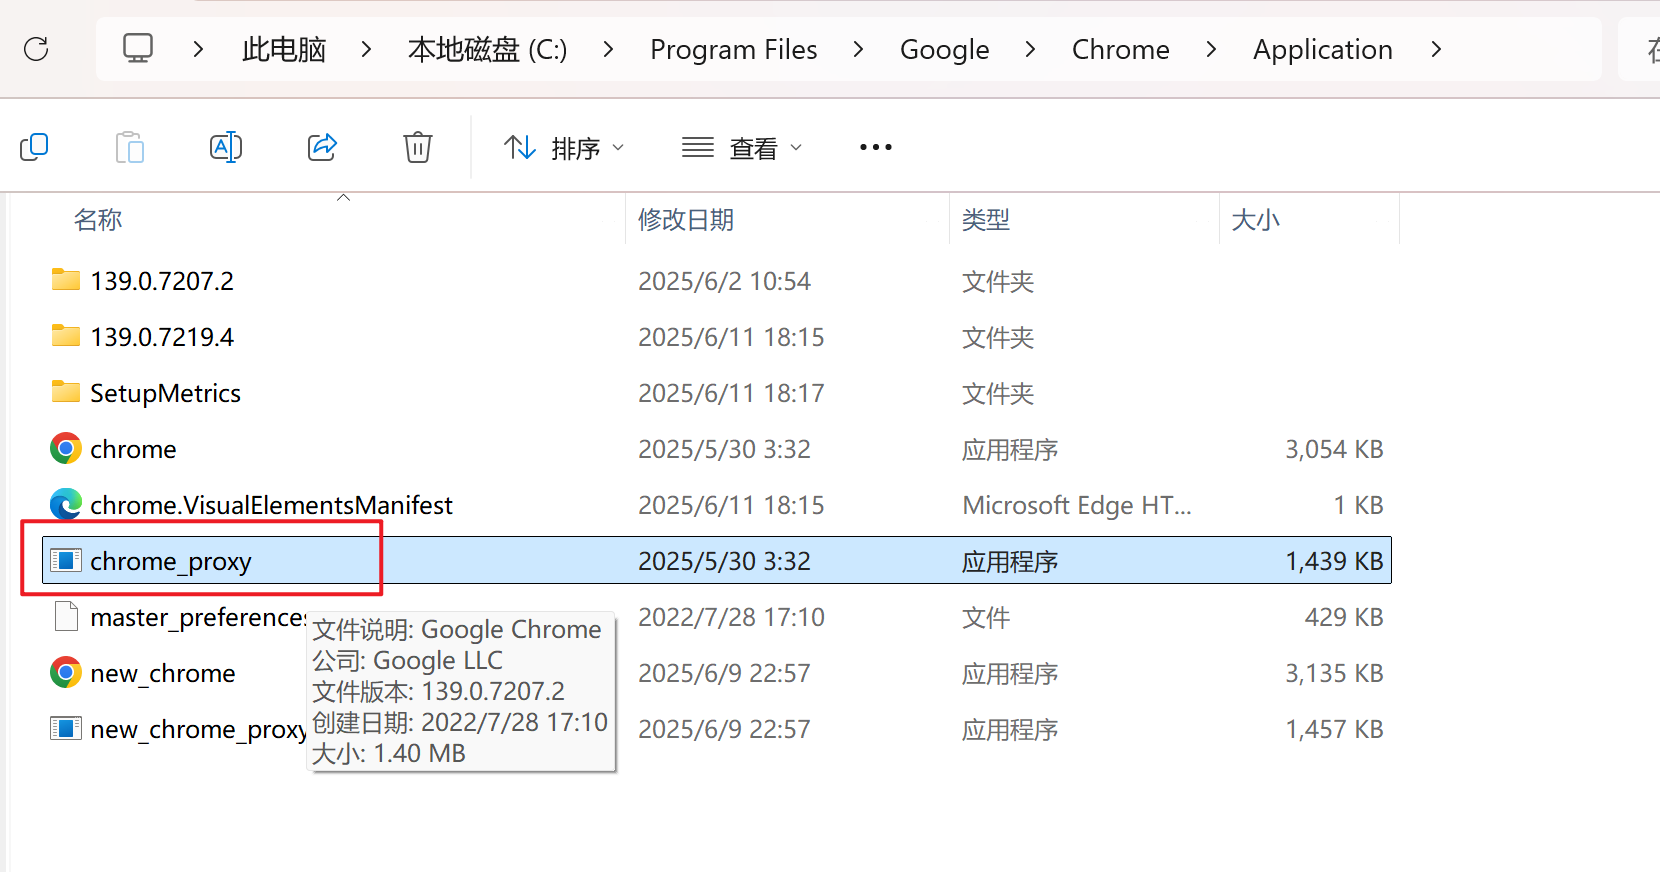 此电脑 本地磁盘 (C:) Program Files Google Chrome Application
排序 查看
名称 修改日期 类型 大小
139.0.7207.2 2025/6/2 10:54 文件夹
139.0.7219.4 2025/6/11 18:15 文件夹
SetupMetrics 2025/6/11 18:17 文件夹
chrome 2025/5/30 3:32 应用程序 3,054 KB
chrome.VisualElementsManifest 2025/6/11 18:15 Microsoft Edge HT... 1 KB
chrome_proxy 2025/5/30 3:32 应用程序 1,439 KB
master_preferences 2022/7/28 17:10 文件 429 KB
文件说明: Google Chrome
公司: Google LLC
文件版本: 139.0.7207.2
创建日期: 2022/7/28 17:10
大小: 1.40 MB
new_chrome 2025/6/9 22:57 应用程序 3,135 KB
new_chrome_proxy 2025/6/9 22:57 应用程序 1,457 KB